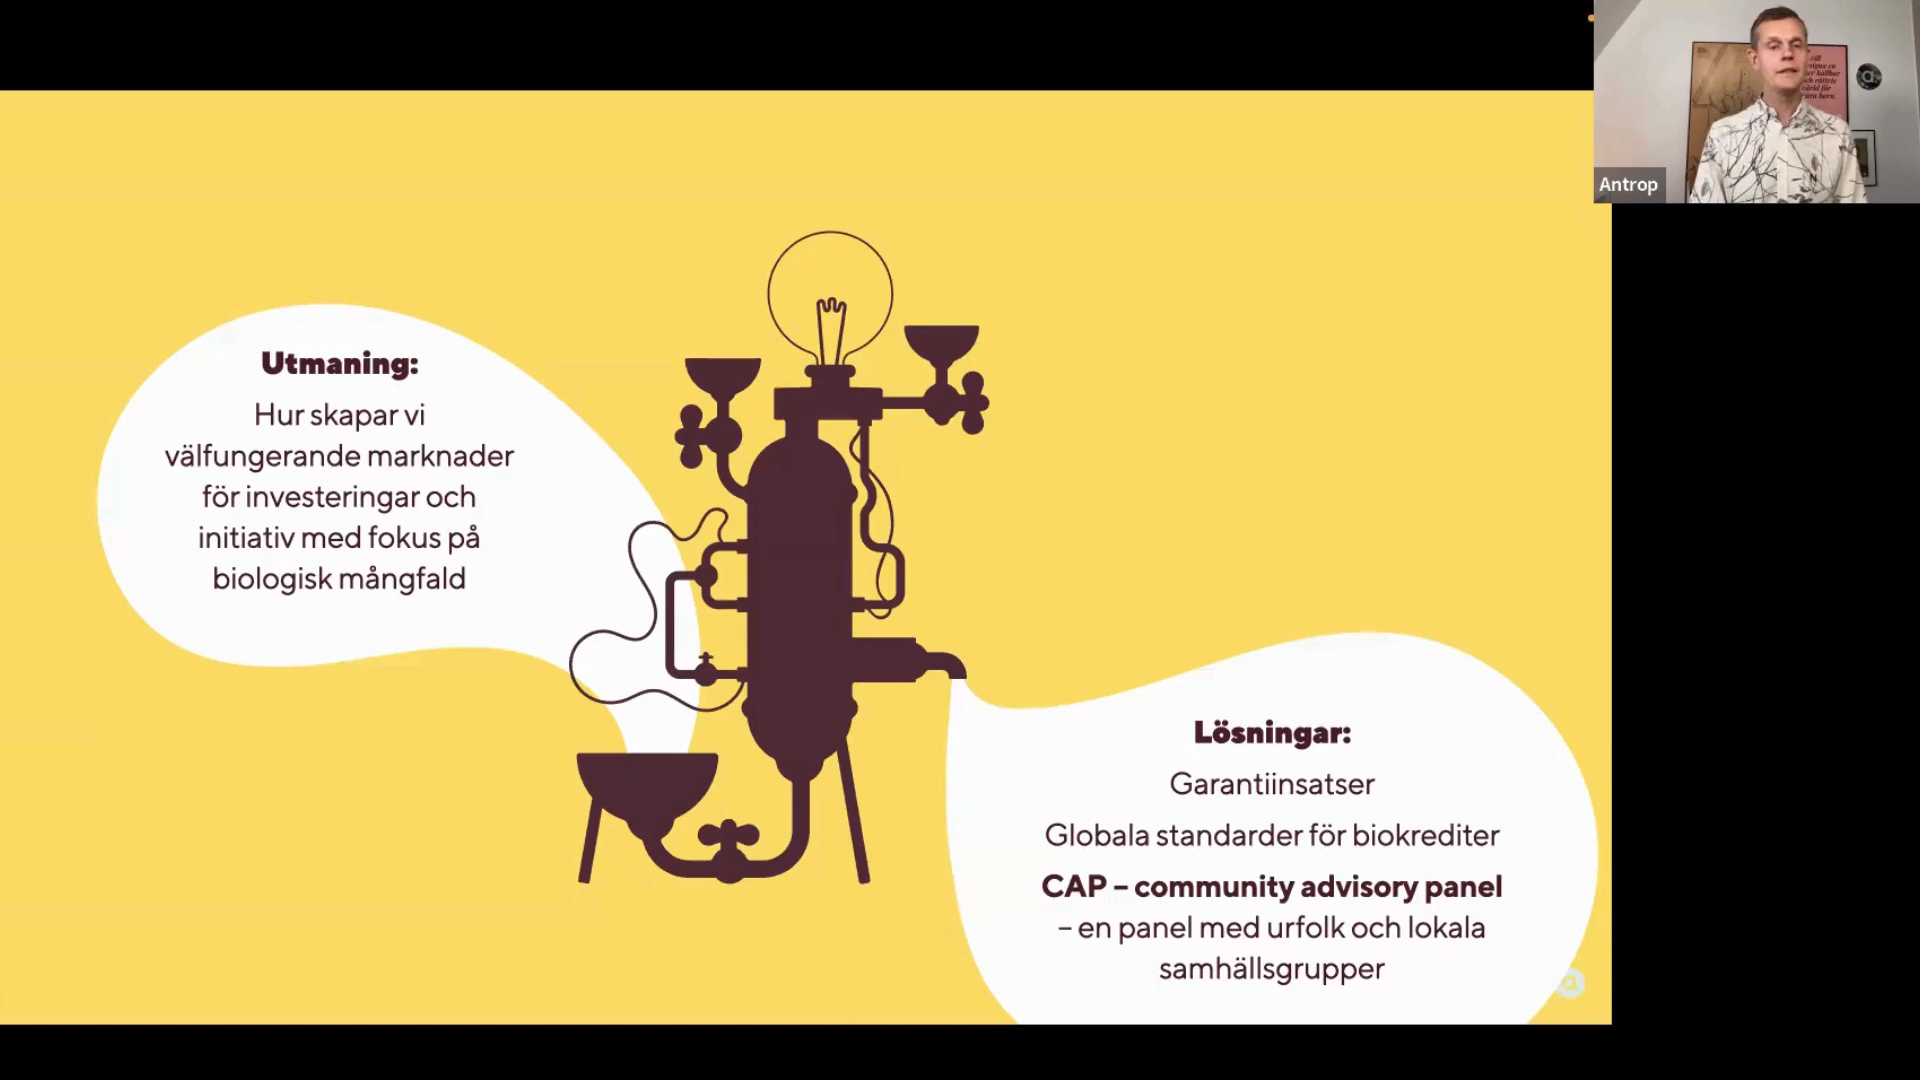 Utmaning:
Hur skapar vi
välfungerande marknader
för investeringar och
initiativ med fokus på
biologisk mångfald
Lösningar:
Garantiinsatser
Globala standarder för biokrediter
CAP – community advisory panel
– en panel med urfolk och lokala
samhällsgrupper
Antrop